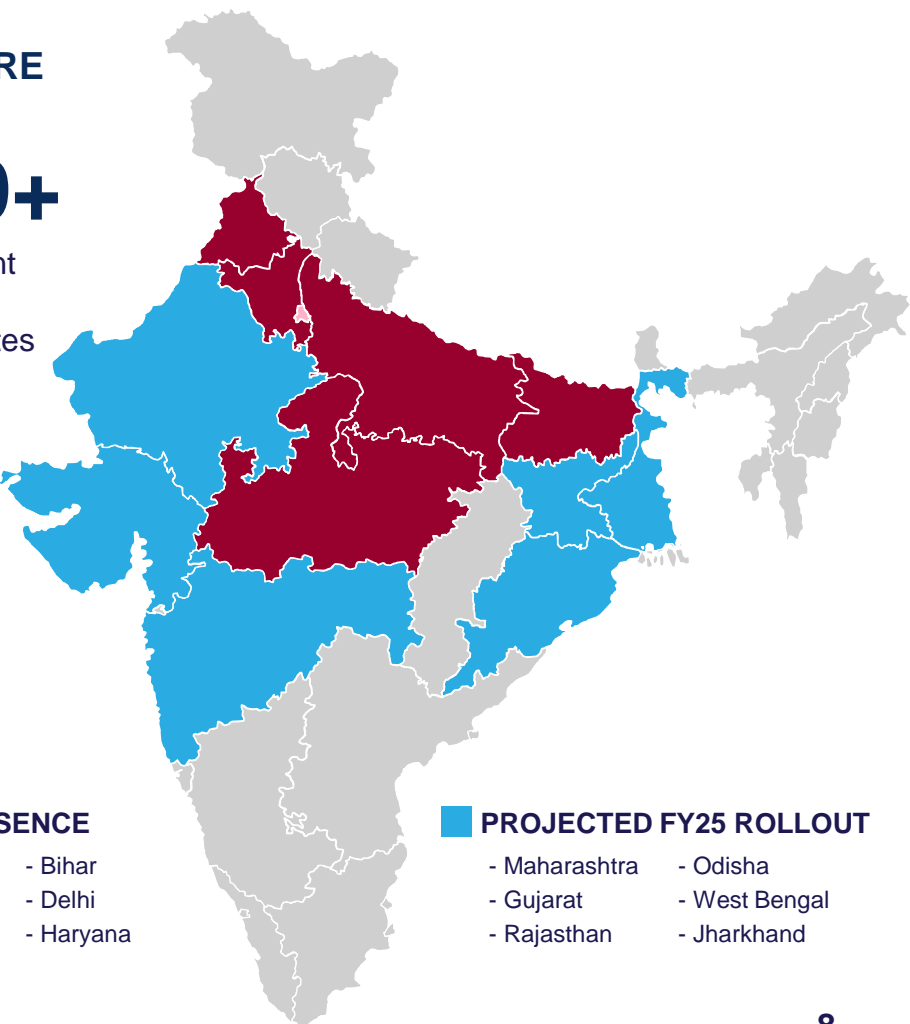 RE
0+
nt
tes
SENCE
- Bihar
- Delhi
- Haryana
PROJECTED FY25 ROLLOUT
- Maharashtra
- Gujarat
- Rajasthan
- Odisha
- West Bengal
- Jharkhand
8